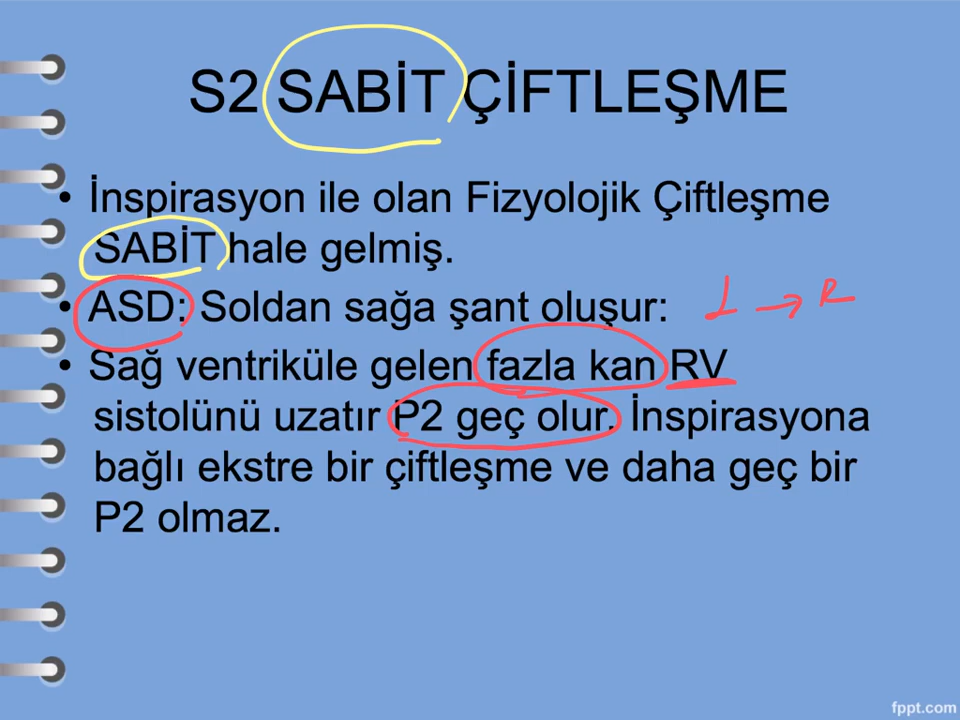 S2 SABİT ÇİFTLEŞME
• İnspirasyon ile olan Fizyolojik Çiftleşme
SABİT hale gelmiş.
• ASD: Soldan sağa şant oluşur: L → R
• Sağ ventriküle gelen fazla kan RV
sistolünü uzatır P2 geç olur. İnspirasyona
bağlı ekstre bir çiftleşme ve daha geç bir
P2 olmaz.
fppt.com